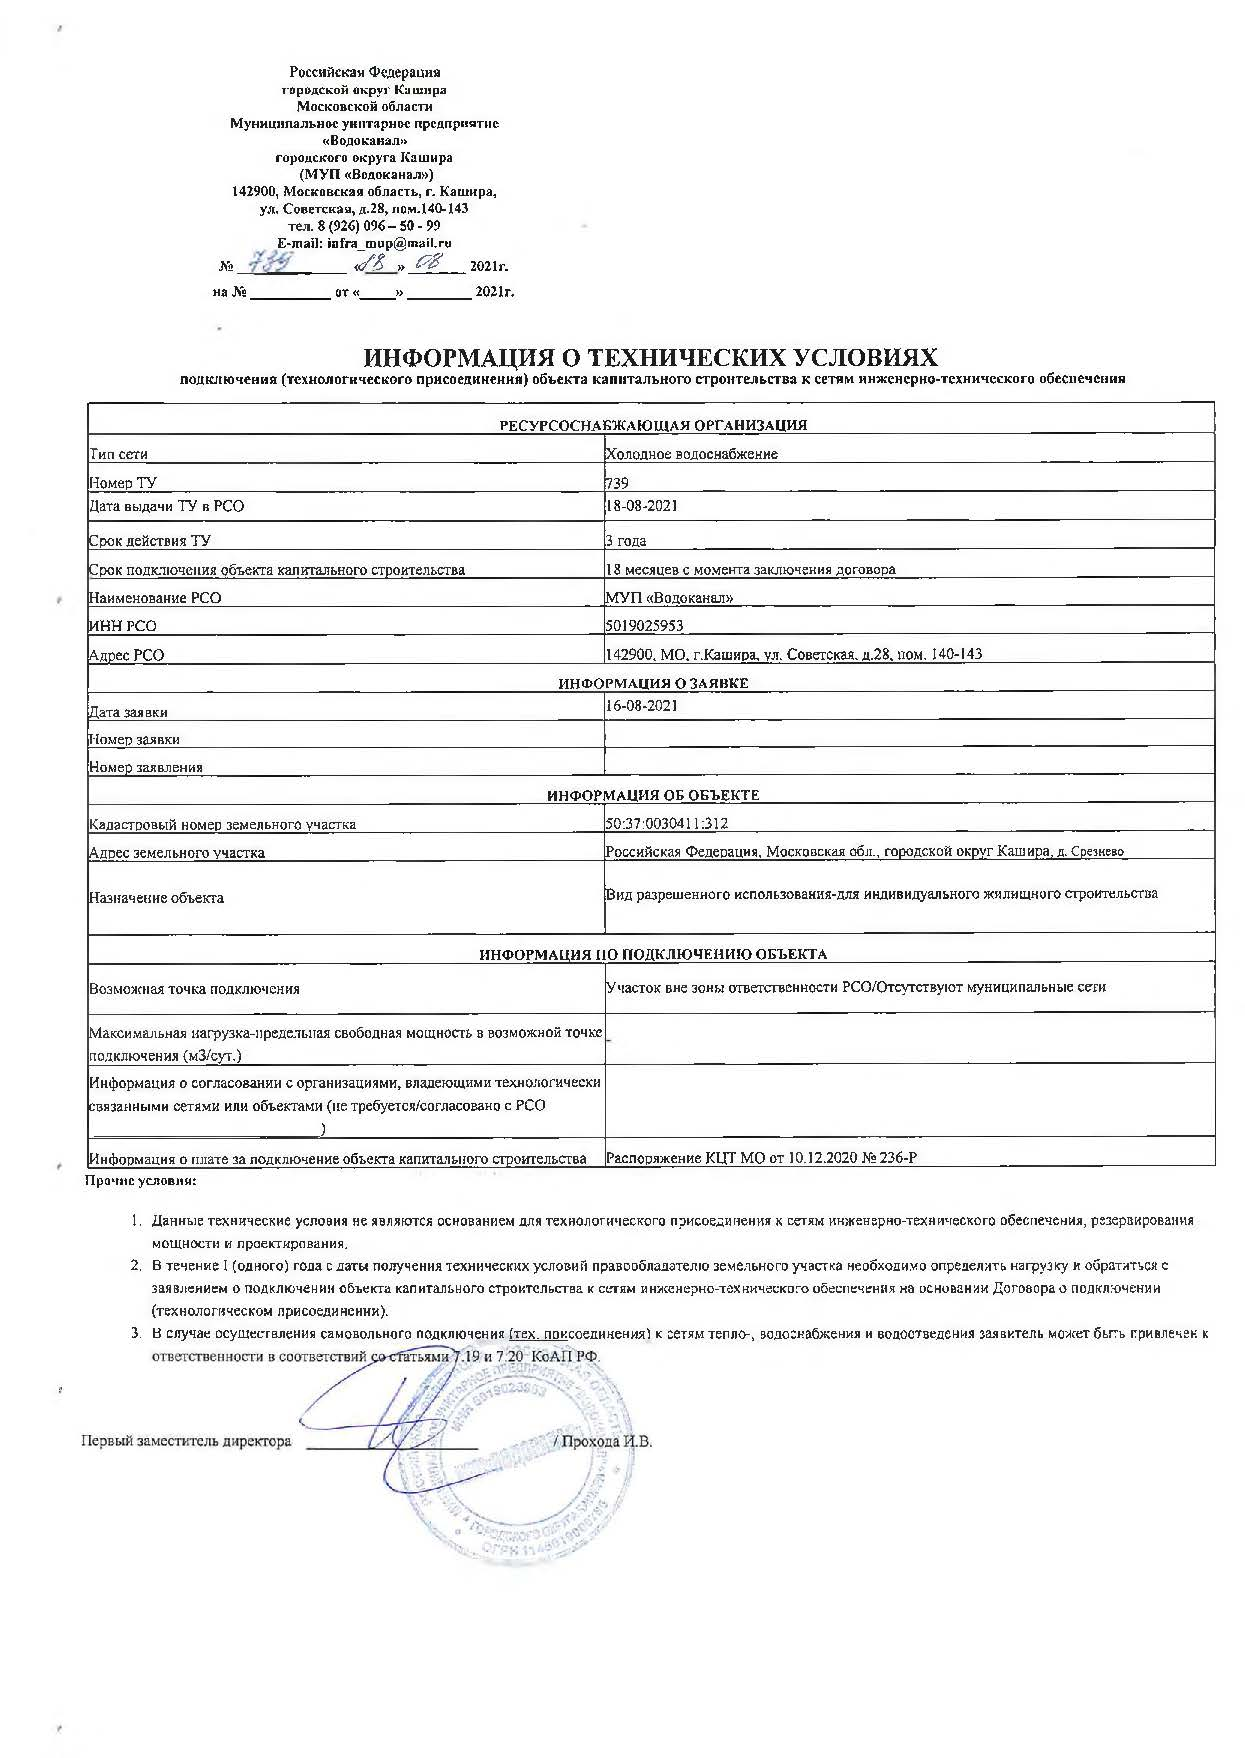 Российская Федерация
городской округ Кашира
Московской области
Муниципальное унитарное предприятие
«Водоканал»
городского округа Кашира
(МУП «Водоканал»)
142900, Московская область, г. Кашира,
ул. Советская, д.28, пом.140-143
тел. 8 (926) 096 – 50 - 99
E-mail: infra_mup@mail.ru
№ 739 «18» 08 2021г.
на № ___________ от «_____» _________ 2021г.
ИНФОРМАЦИЯ О ТЕХНИЧЕСКИХ УСЛОВИЯХ
подключения (технологического присоединения) объекта капитального строительства к сетям инженерно-технического обеспечения
РЕСУРСОСНАБЖАЮЩАЯ ОРГАНИЗАЦИЯ
Тип сети Холодное водоснабжение
Номер ТУ 739
Дата выдачи ТУ в РСО 18-08-2021
Срок действия ТУ 3 года
Срок подключения объекта капитального строительства 18 месяцев с момента заключения договора
Наименование РСО МУП «Водоканал»
ИНН РСО 5019025953
Адрес РСО 142900, МО, г.Кашира, ул. Советская, д.28, пом. 140-143
ИНФОРМАЦИЯ О ЗАЯВКЕ
Дата заявки 16-08-2021
Номер заявки
Номер заявления
ИНФОРМАЦИЯ ОБ ОБЪЕКТЕ
Кадастровый номер земельного участка 50:37:0030411:312
Адрес земельного участка Российская Федерация, Московская обл., городской округ Кашира, д. Срезнево
Назначение объекта Вид разрешенного использования-для индивидуального жилищного строительства
ИНФОРМАЦИЯ ПО ПОДКЛЮЧЕНИЮ ОБЪЕКТА
Возможная точка подключения Участок вне зоны ответственности РСО/Отсутствуют муниципальные сети
Максимальная нагрузка-предельная свободная мощность в возможной точке -
подключения (м3/сут.)
Информация о согласовании с организациями, владеющими технологически
связанными сетями или объектами (не требуется/согласовано с РСО
________________________________)
Информация о плате за подключение объекта капитального строительства Распоряжение КЦТ МО от 10.12.2020 № 236-Р
Прочие условия:
1. Данные технические условия не являются основанием для технологического присоединения к сетям инженерно-технического обеспечения, резервирования
мощности и проектирования.
2. В течение 1 (одного) года с даты получения технических условий правообладателю земельного участка необходимо определить нагрузку и обратиться с
заявлением о подключении объекта капитального строительства к сетям инженерно-технического обеспечения на основании Договора о подключении
(технологическом присоединении).
3. В случае осуществления самовольного подключения (тех. присоединения) к сетям тепло-, водоснабжения и водоотведения заявитель может быть привлечен к
ответственности в соответствий со статьями 7.19 и 7.20 КоАП РФ.
Первый заместитель директора ________________________ / Прохода И.В.